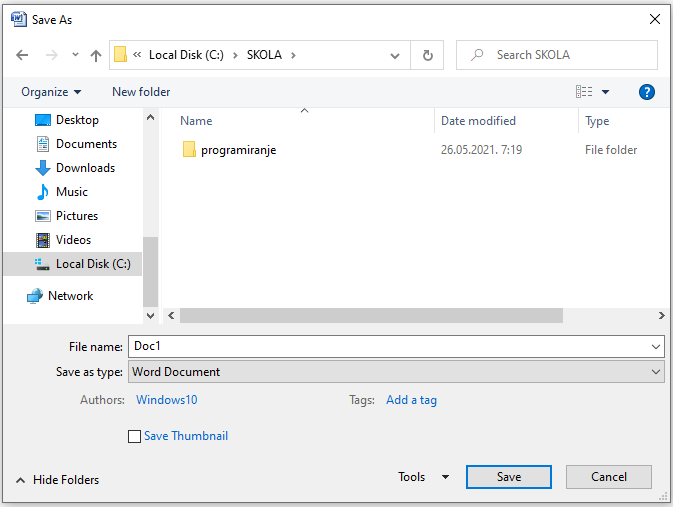 Save As
« Local Disk (C:) › SKOLA ›
Search SKOLA
Organize
New folder
Name
Date modified
Type
Desktop
Documents
Downloads
Music
Pictures
Videos
Local Disk (C:)
Network
programiranje
26.05.2021. 7:19
File folder
File name: Doc1
Save as type: Word Document
Authors: Windows10
Tags: Add a tag
Save Thumbnail
Hide Folders
Tools
Save
Cancel